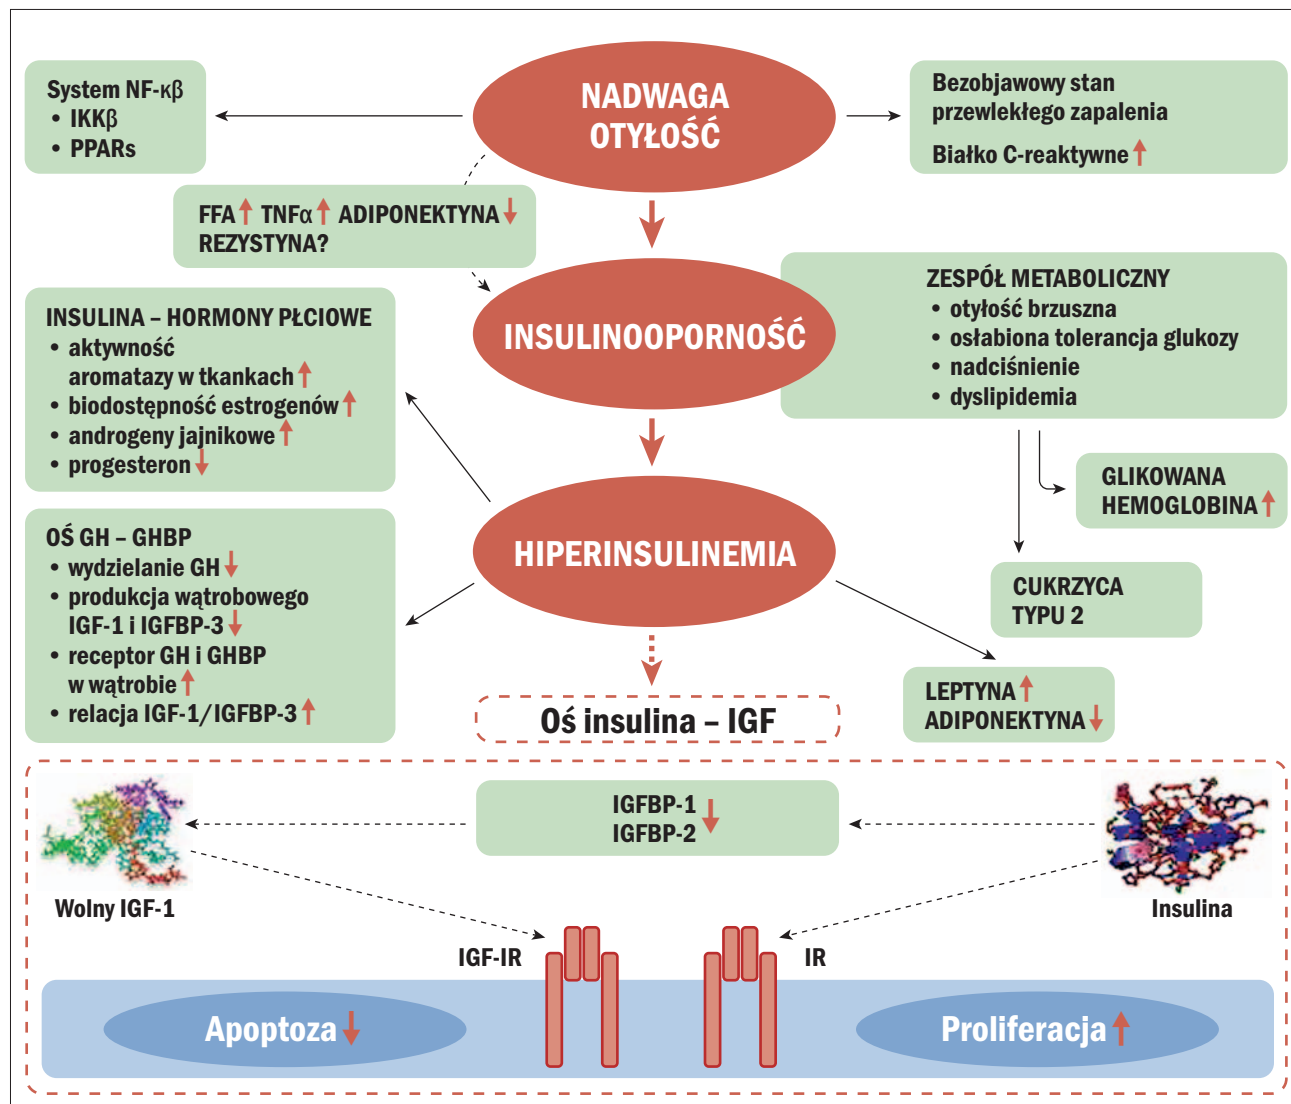 NADWAGA
OTYŁOŚĆ
System NF-κβ
• IKKβ
• PPARs
Bezobjawowy stan
przewlekłego zapalenia
Białko C-reaktywne ↑
FFA ↑ TNFα ↑ ADIPONEKTYNA ↓
REZYSTYNA?
INSULINOOPORNOŚĆ
ZESPÓŁ METABOLICZNY
• otyłość brzuszna
• osłabiona tolerancja glukozy
• nadciśnienie
• dyslipidemia
INSULINA – HORMONY PŁCIOWE
• aktywność
aromatazy w tkankach ↑
• biodostępność estrogenów ↑
• androgeny jajnikowe ↑
• progesteron ↓
GLIKOWANA
HEMOGLOBINA ↑
HIPERINSULINEMIA
OŚ GH – GHBP
• wydzielanie GH ↓
• produkcja wątrobowego
IGF-1 i IGFBP-3 ↓
• receptor GH i GHBP
w wątrobie ↑
• relacja IGF-1/IGFBP-3 ↑
CUKRZYCA
TYPU 2
LEPTYNA ↑
ADIPONEKTYNA ↓
Oś insulina – IGF
IGFBP-1
IGFBP-2 ↓
Wolny IGF-1
Insulina
IGF-IR
IR
Apoptoza ↓
Proliferacja ↑